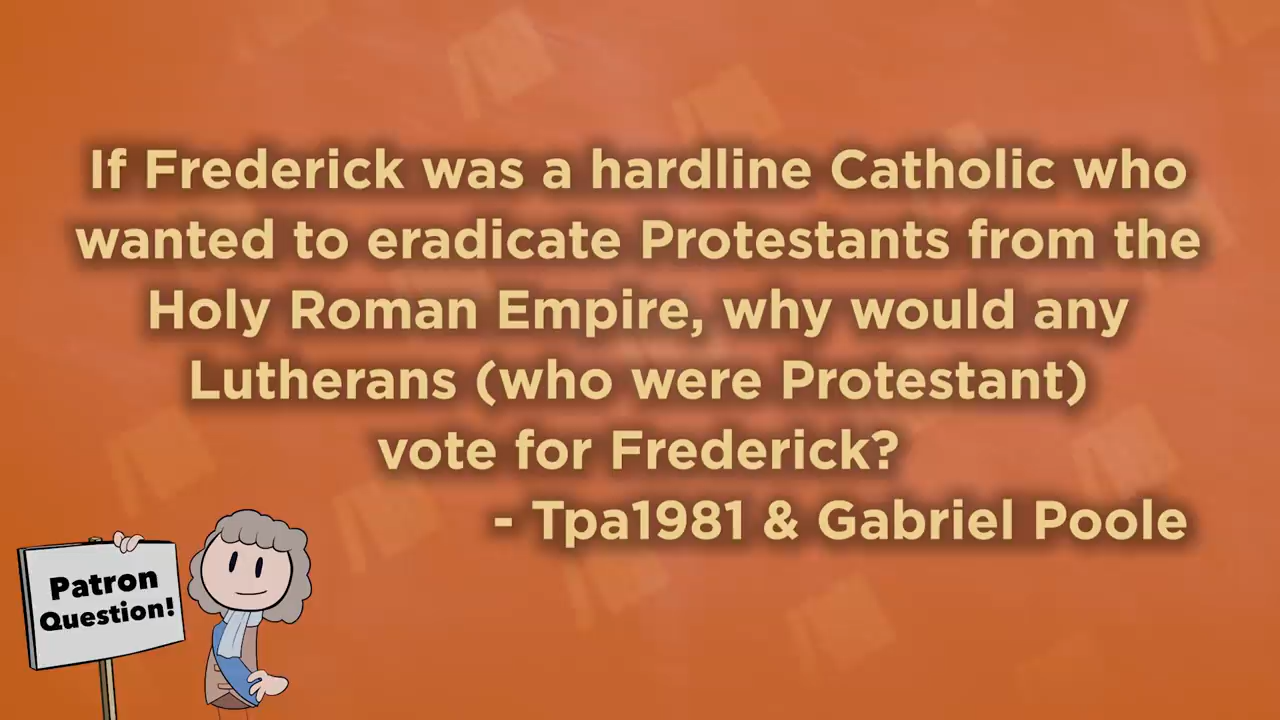 If Frederick was a hardline Catholic who
wanted to eradicate Protestants from the
Holy Roman Empire, why would any
Lutherans (who were Protestant)
vote for Frederick?
- Tpa1981 & Gabriel Poole
Patron
Question!